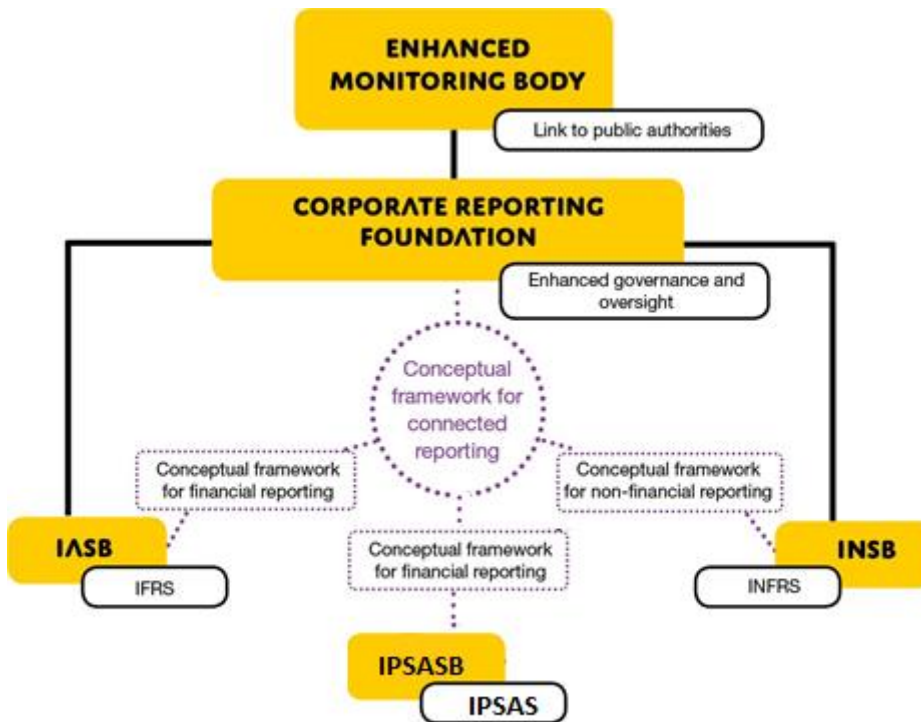 ENHANCED
MONITORING BODY
Link to public authorities
CORPORATE REPORTING
FOUNDATION
Enhanced governance and
oversight
Conceptual
framework for
connected
reporting
Conceptual framework
for financial reporting
Conceptual framework
for non-financial reporting
IASB
IFRS
Conceptual framework
for financial reporting
INSB
INFRS
IPSASB
IPSAS